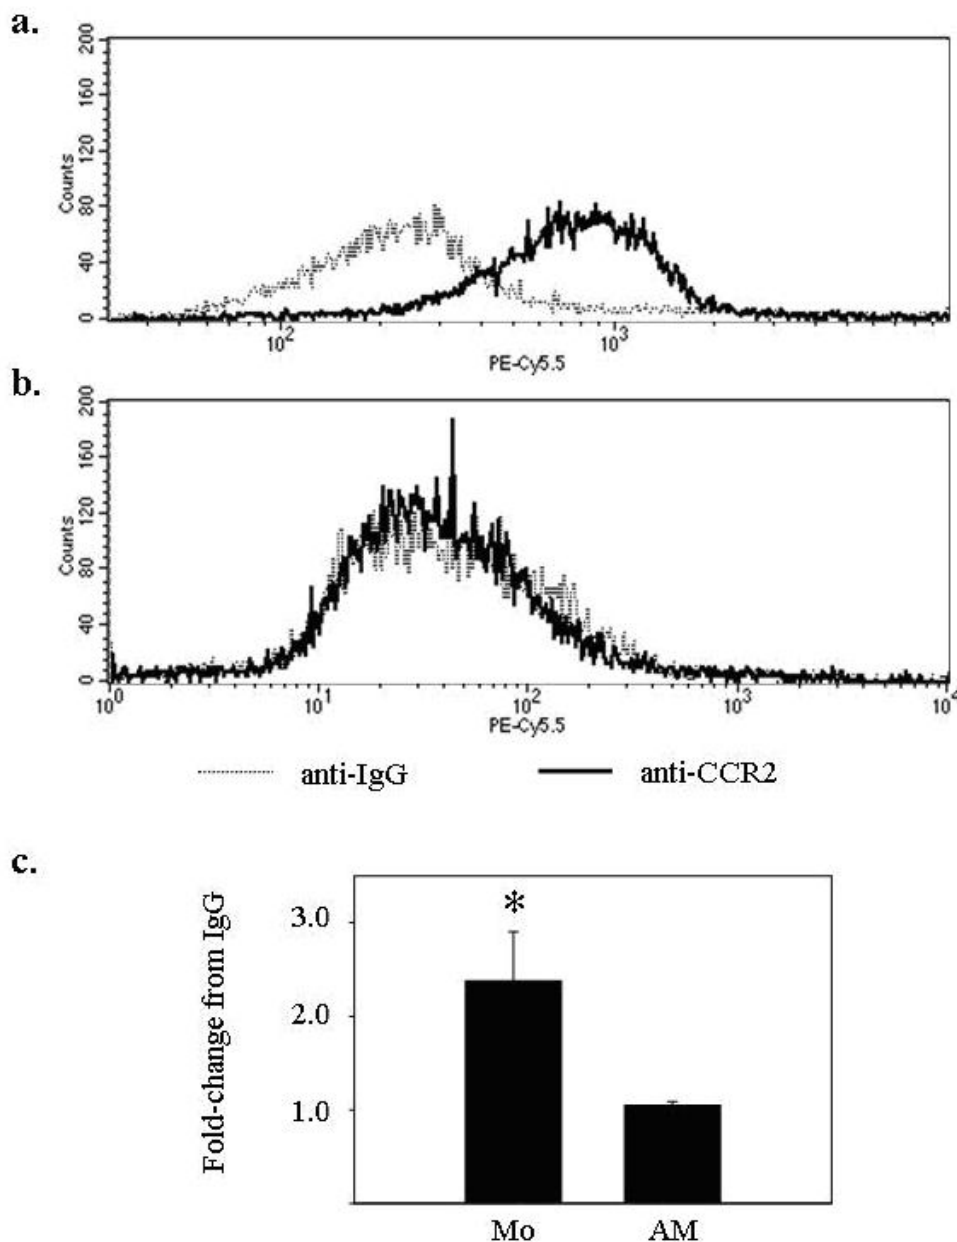 a.
200
160
120
80
40
0
Counts
10² 10³
PE-Cy5.5
b.
200
160
120
80
40
0
Counts
10⁰ 10¹ 10² 10³ 10⁴
PE-Cy5.5
anti-IgG anti-CCR2
c.
Fold-change from IgG
3.0
2.0
1.0
*
Mo AM